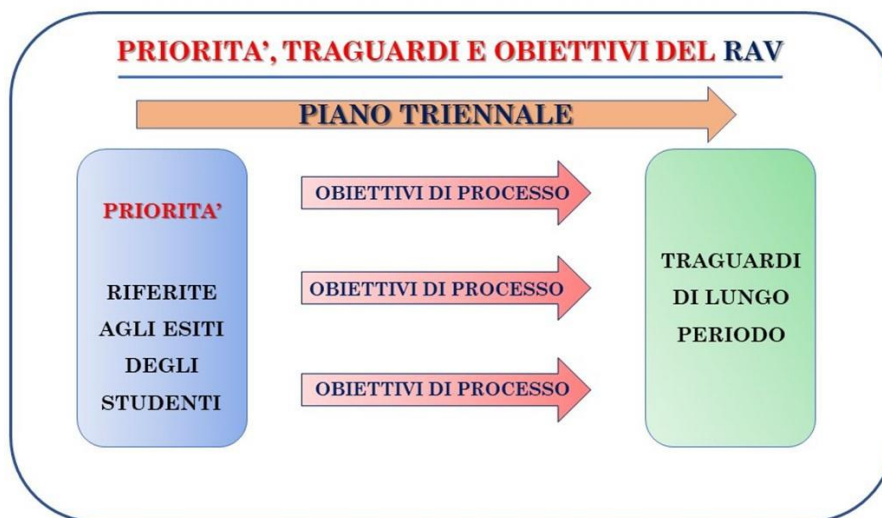 PRIORITA’, TRAGUARDI E OBIETTIVI DEL RAV
PIANO TRIENNALE
PRIORITA’
RIFERITE
AGLI ESITI
DEGLI
STUDENTI
OBIETTIVI DI PROCESSO
OBIETTIVI DI PROCESSO
OBIETTIVI DI PROCESSO
TRAGUARDI
DI LUNGO
PERIODO